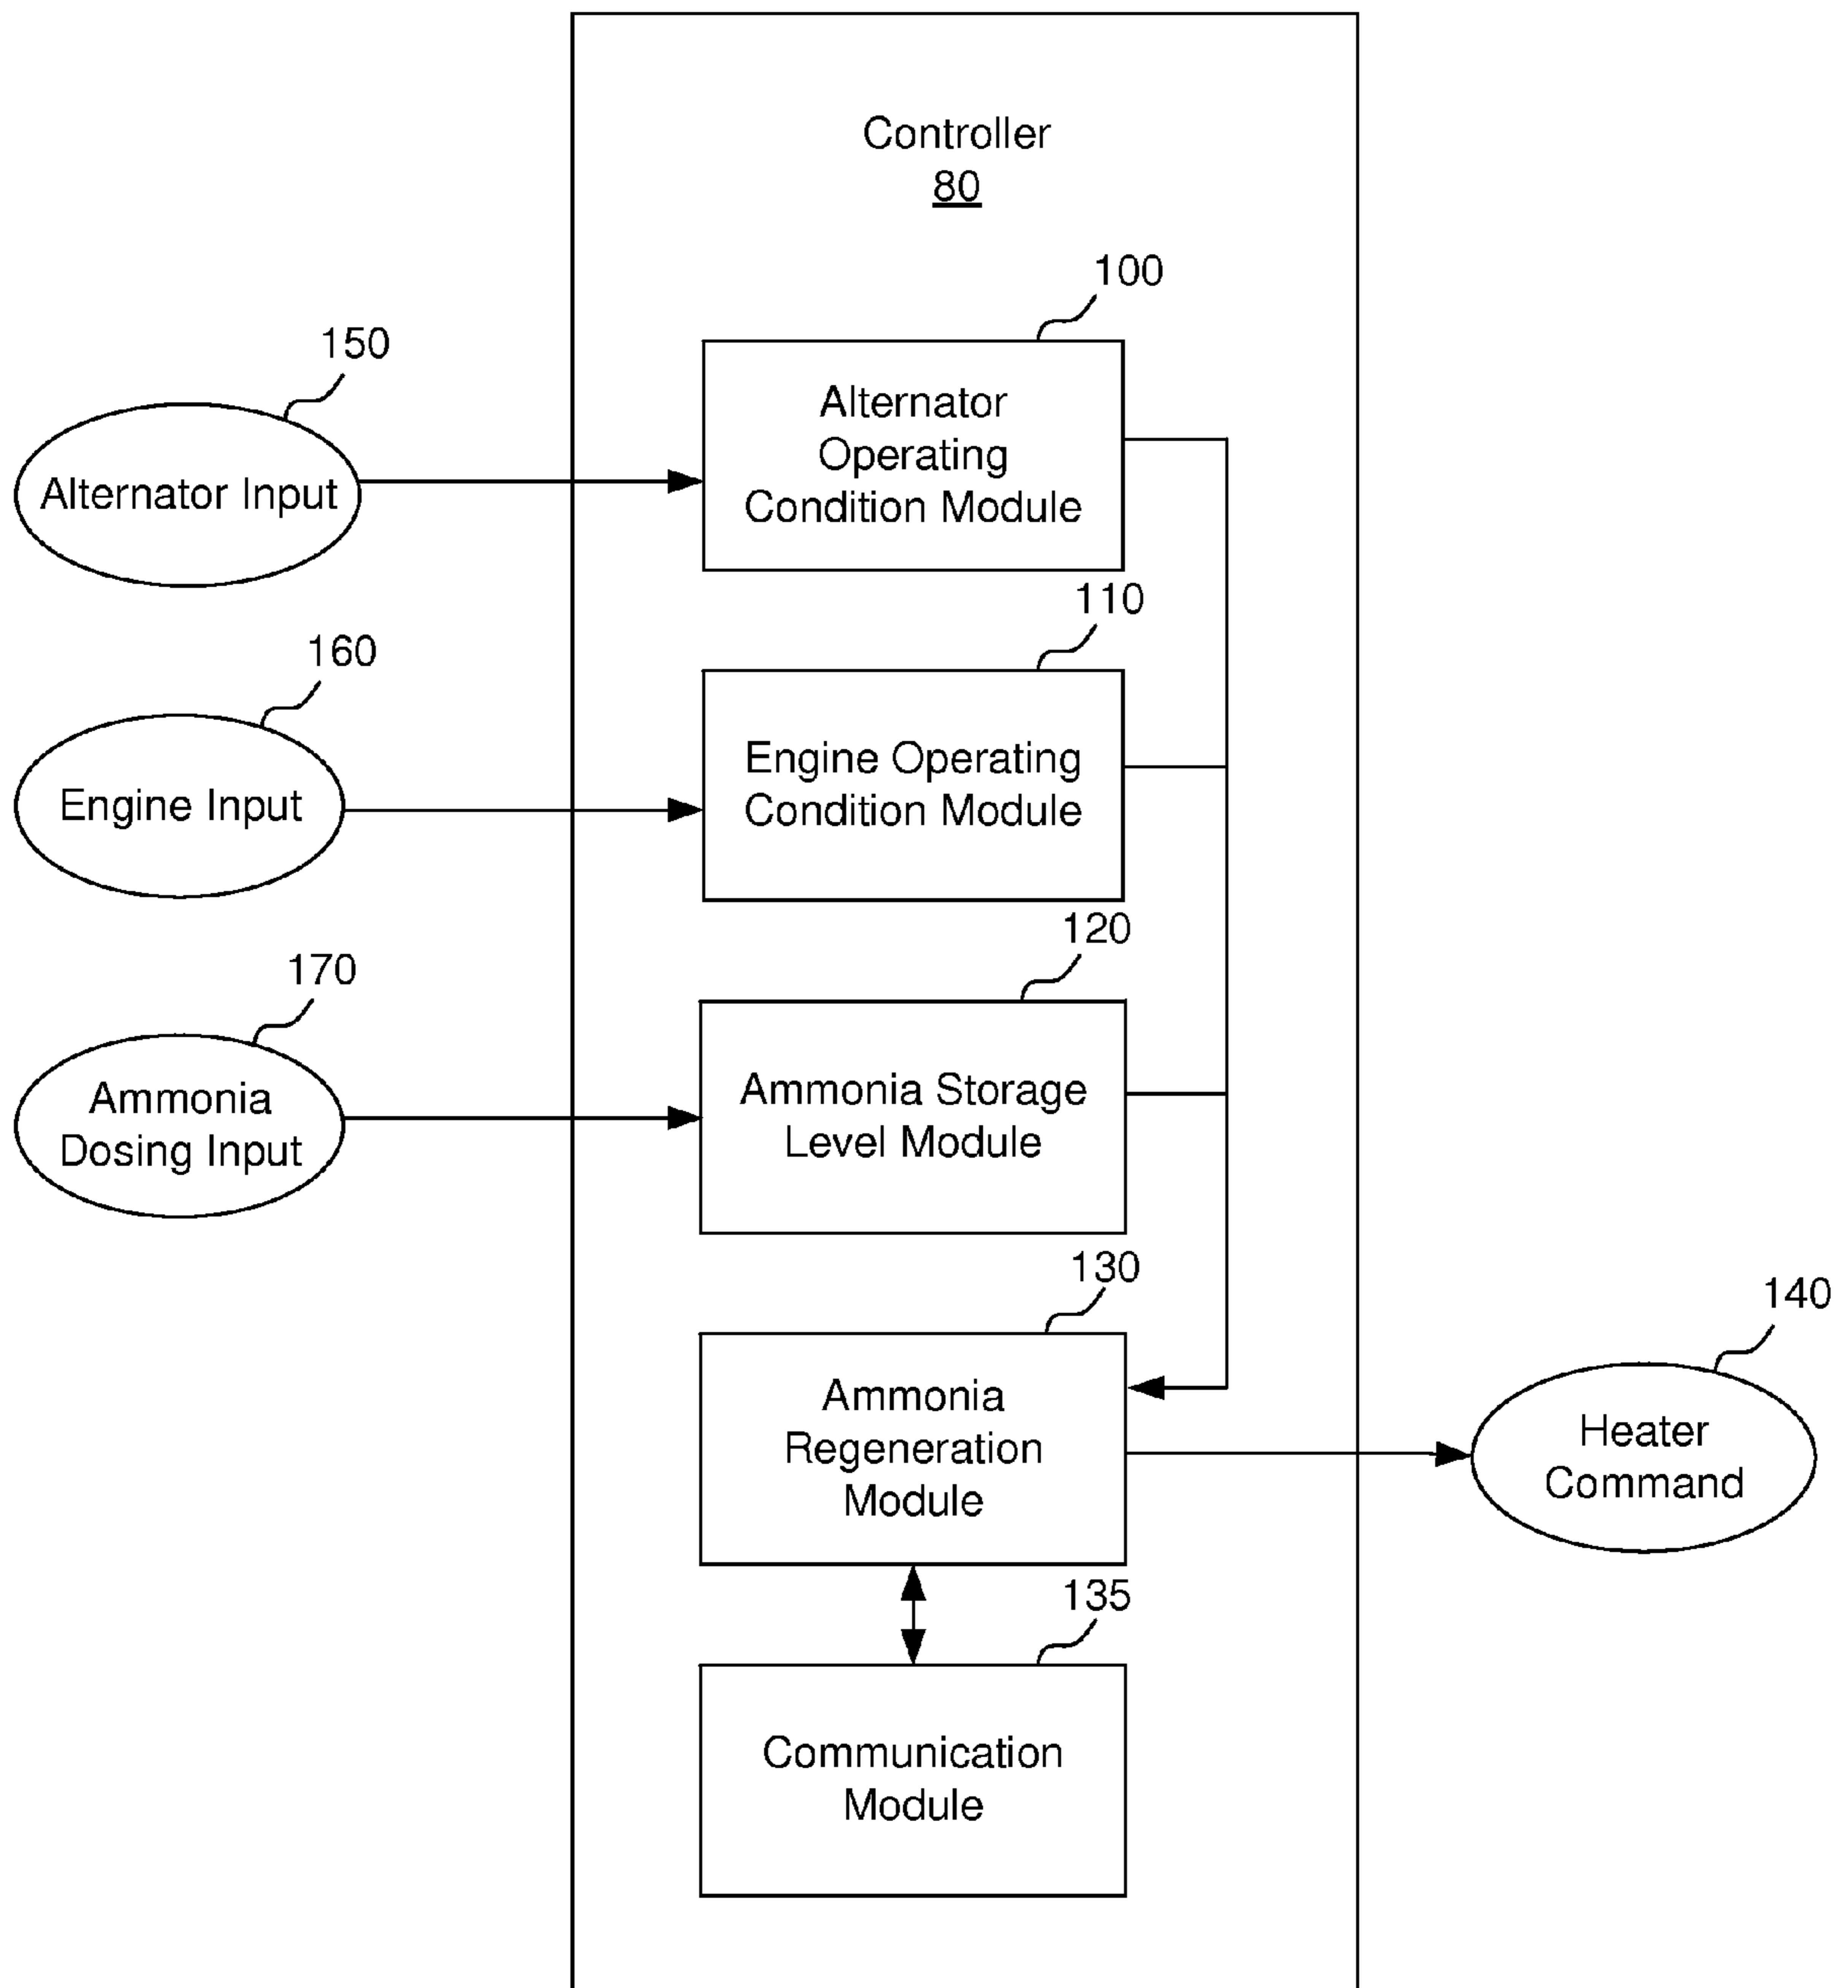 Controller
80
100
Alternator
Operating
Condition Module
150
Alternator Input
110
Engine Operating
Condition Module
160
Engine Input
120
Ammonia Storage
Level Module
170
Ammonia
Dosing Input
130
Ammonia
Regeneration
Module
140
Heater
Command
135
Communication
Module